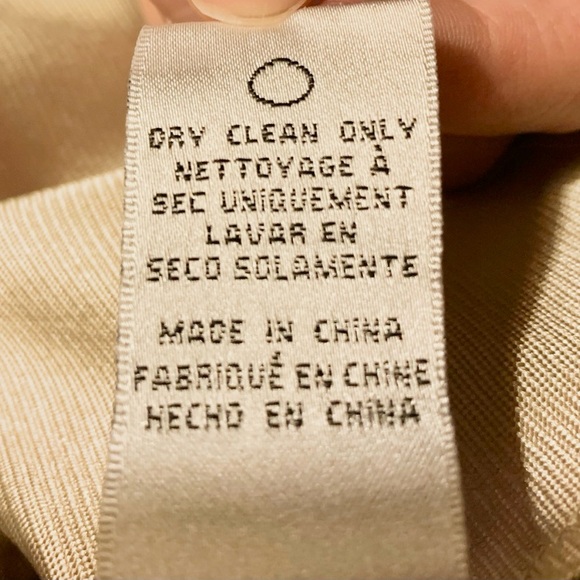 DRY CLEAN ONLY
NETTOYAGE À
SEC UNIQUEMENT
LAVAR EN
SECO SOLAMENTE
MADE IN CHINA
FABRIQUÉ EN CHINE
HECHO EN CHINA